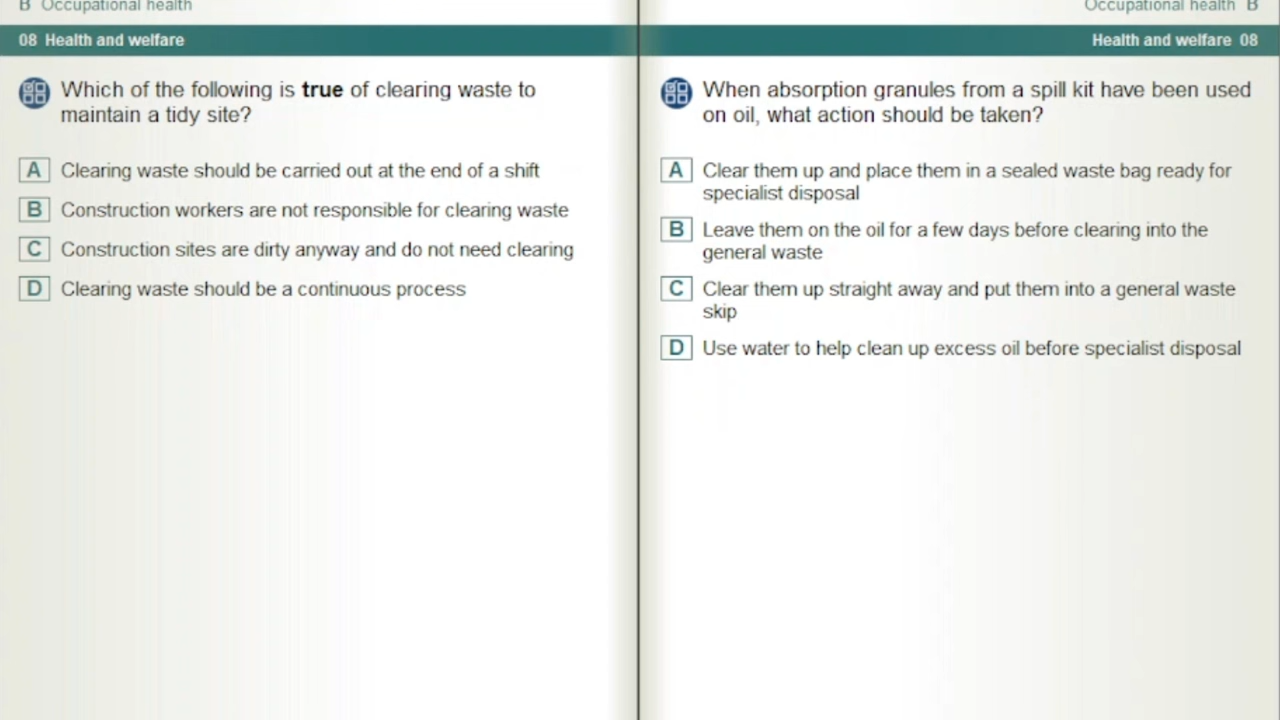 B Occupational health
08 Health and welfare
Which of the following is true of clearing waste to
maintain a tidy site?
A Clearing waste should be carried out at the end of a shift
B Construction workers are not responsible for clearing waste
C Construction sites are dirty anyway and do not need clearing
D Clearing waste should be a continuous process
Occupational health B
Health and welfare 08
When absorption granules from a spill kit have been used
on oil, what action should be taken?
A Clear them up and place them in a sealed waste bag ready for
specialist disposal
B Leave them on the oil for a few days before clearing into the
general waste
C Clear them up straight away and put them into a general waste
skip
D Use water to help clean up excess oil before specialist disposal